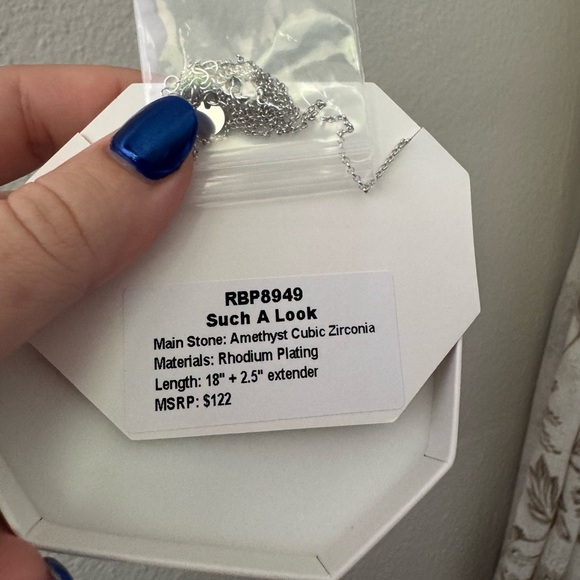 RBP8949
Such A Look
Main Stone: Amethyst Cubic Zirconia
Materials: Rhodium Plating
Length: 18" + 2.5" extender
MSRP: $122